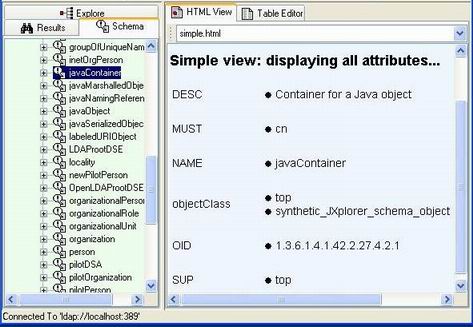 Explore
Results
Schema
groupOfUniqueNam
inetOrgPerson
javaContainer
javaMarshalledObje
javaNamingReferen
javaObject
javaSerializedObjec
labeledURIObject
LDAProotDSE
locality
newPilotPerson
OpenLDAProotDSE
organizationalPerso
organizationalRole
organizationalUnit
organization
person
pilotDSA
pilotOrganization
pilotPerson
Connected To 'ldap://localhost:389'
HTML View
Table Editor
simple.html
Simple view: displaying all attributes...
DESC • Container for a Java object
MUST • cn
NAME • javaContainer
objectClass • top
• synthetic_JXplorer_schema_object
OID • 1.3.6.1.4.1.42.2.27.4.2.1
SUP • top